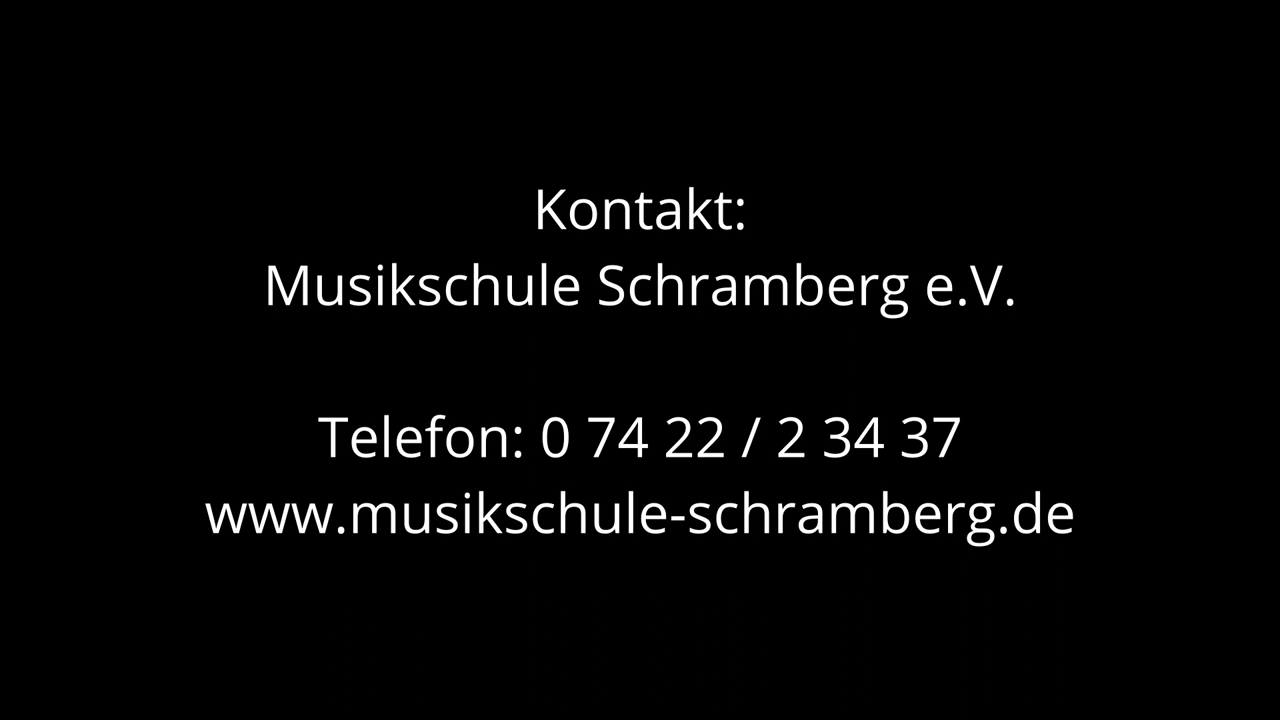 Kontakt:
Musikschule Schramberg e.V.
Telefon: 0 74 22 / 2 34 37
www.musikschule-schramberg.de